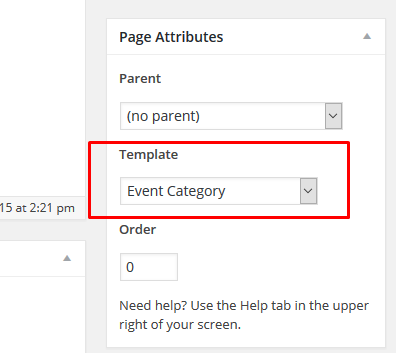 Page Attributes
Parent
(no parent)
Template
Event Category
15 at 2:21 pm
Order
0
Need help? Use the Help tab in the upper
right of your screen.